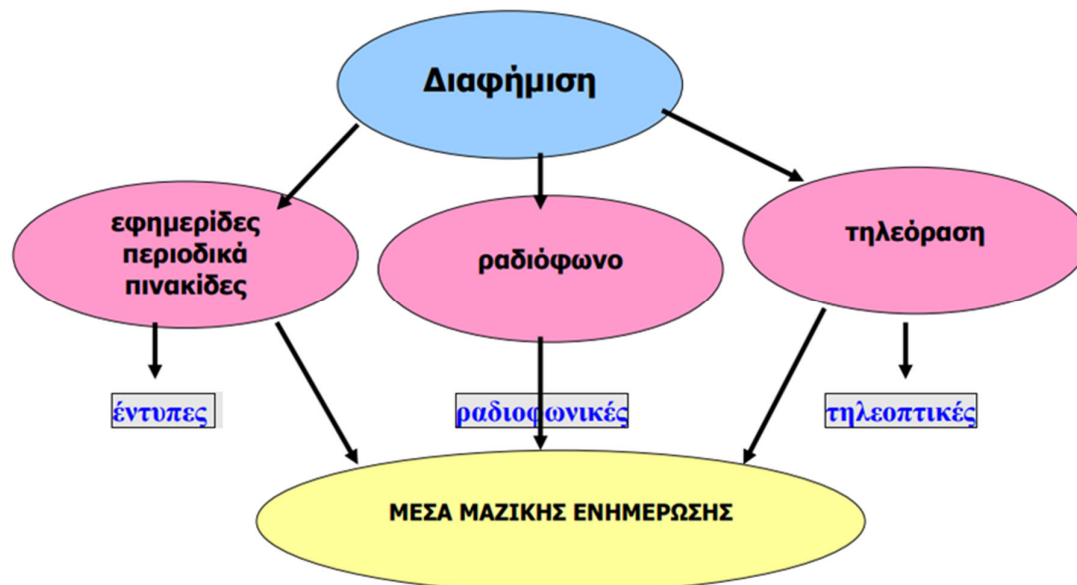 Διαφήμιση
εφημερίδες
περιοδικά
πινακίδες
ραδιόφωνο
τηλεόραση
έντυπες
ραδιοφωνικές
τηλεοπτικές
ΜΕΣΑ ΜΑΖΙΚΗΣ ΕΝΗΜΕΡΩΣΗΣ